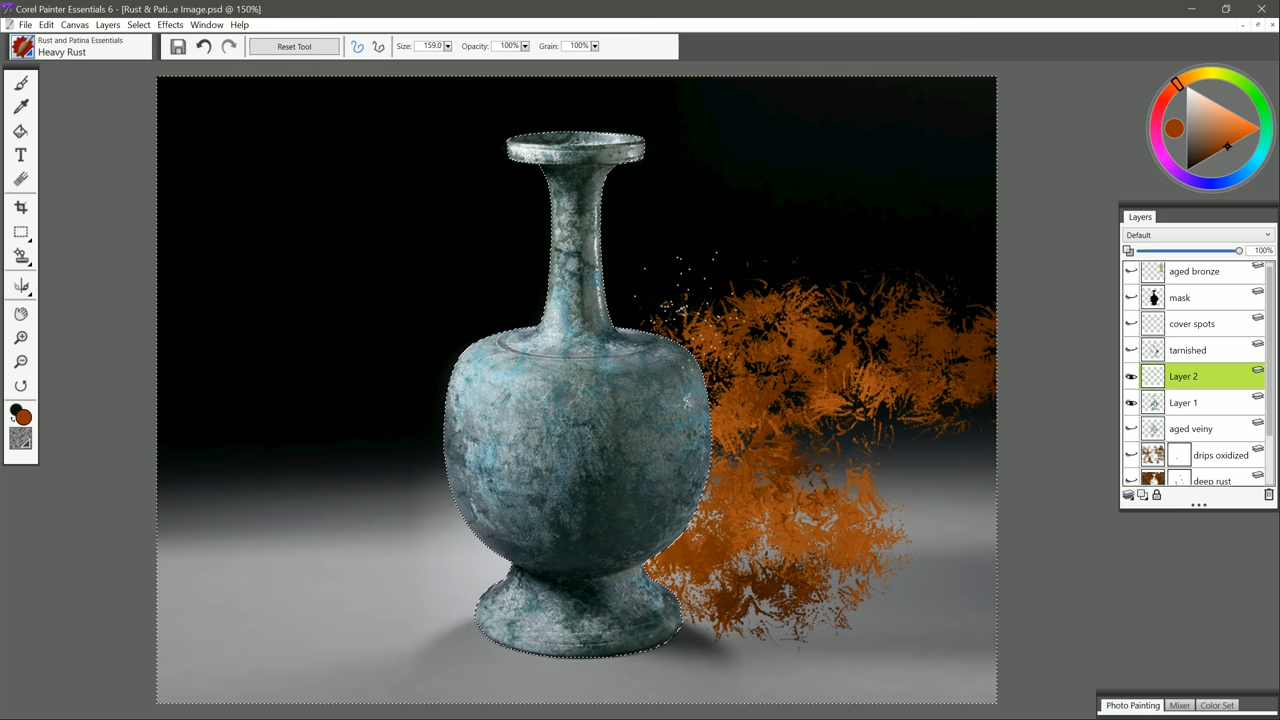 Corel Painter Essentials 6 - [Rust & Pati...e Image.psd @ 150%]
File Edit Canvas Layers Select Effects Window Help
Rust and Patina Essentials
Heavy Rust
Reset Tool
Size: 159.0
Opacity: 100%
Grain: 100%
Layers
Default
100%
aged bronze
mask
cover spots
tarnished
Layer 2
Layer 1
aged veiny
drips oxidized
deep rust
Photo Painting Mixer Color Set